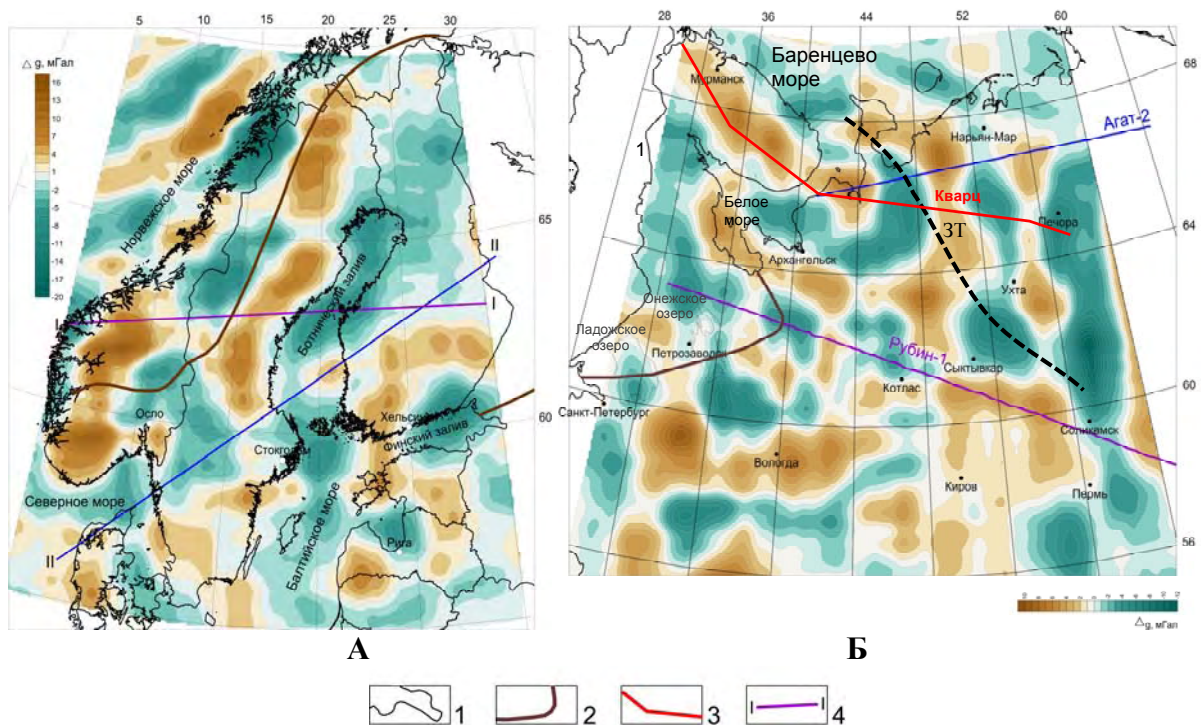 5 10 15 20 25 30
Δ g, мГал
16
13
10
7
4
1
-2
-5
-8
-11
-14
-17
-20
Норвежское море
65
II
I
I
Ботнический залив
60
Осло
Хельсинки
Финский залив
Стокгольм
Северное море
Балтийское море
Рига
II
А
28 36 44 52 60
Баренцево
море
68
Мурманск
Агат-2
Нарьян-Мар
1
Кварц
Белое
море
ЗТ
Печора
64
Архангельск
Ухта
Онежское
озеро
Ладожское
озеро
Рубин-1
Петрозаводск
Сыктывкар
60
Котлас
Санкт-Петербург
Соликамск
Вологда
Киров
Пермь
56
Δg, мГал
Б
1 2 3 I I 4